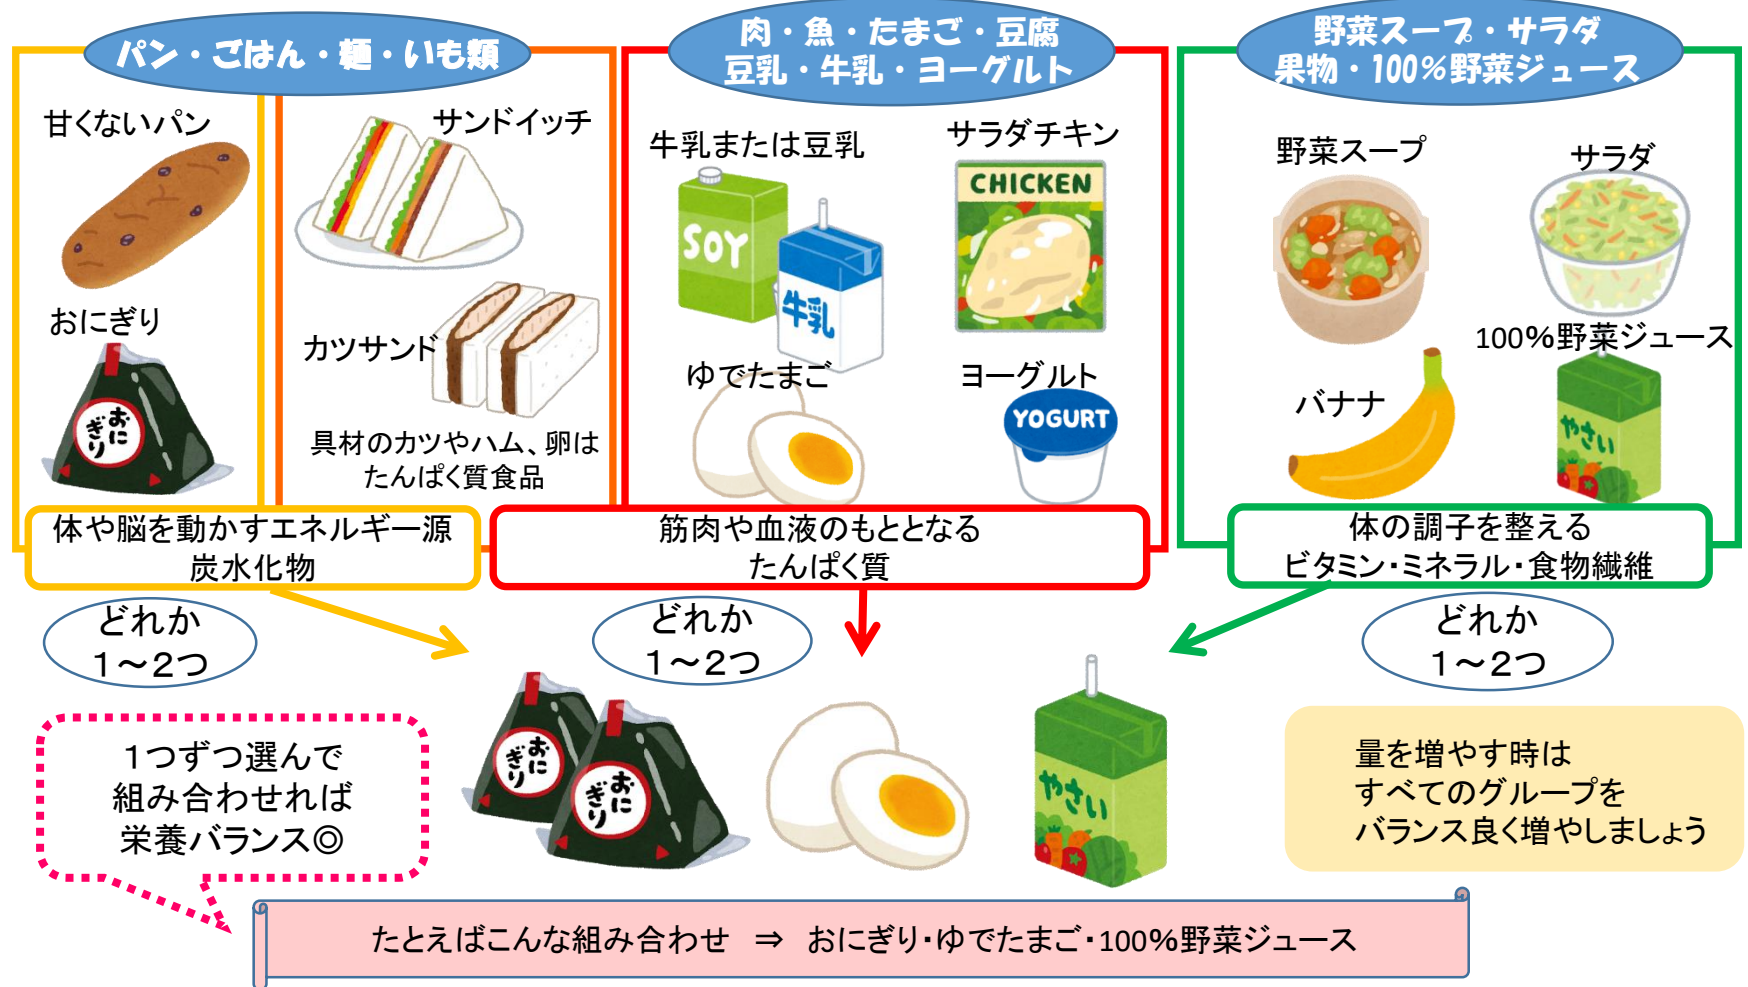 パン・ごはん・麺・いも類
甘くないパン
おにぎり
おに
ぎり
サンドイッチ
カツサンド
具材のカツやハム、卵は
たんぱく質食品
体や脳を動かすエネルギー源
炭水化物
肉・魚・たまご・豆腐
豆乳・牛乳・ヨーグルト
牛乳または豆乳
SOY
牛乳
サラダチキン
CHICKEN
ゆでたまご
ヨーグルト
YOGURT
筋肉や血液のもととなる
たんぱく質
野菜スープ・サラダ
果物・100％野菜ジュース
野菜スープ
サラダ
バナナ
100％野菜ジュース
やさい
体の調子を整える
ビタミン・ミネラル・食物繊維
どれか
１～２つ
どれか
１～２つ
どれか
１～２つ
１つずつ選んで
組み合わせれば
栄養バランス◎
おに
ぎり
おに
ぎり
やさい
量を増やす時は
すべてのグループを
バランス良く増やしましょう
たとえばこんな組み合わせ　⇒　おにぎり・ゆでたまご・100％野菜ジュース